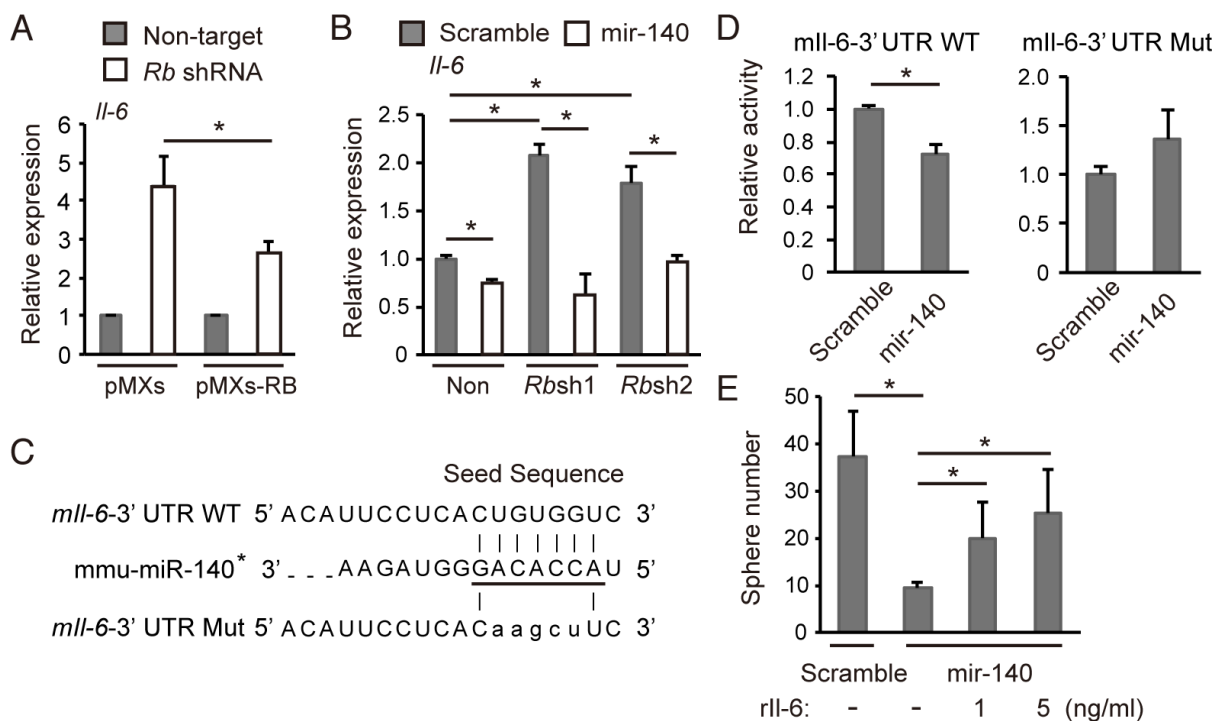 A
Non-target
Rb shRNA
Il-6
Relative expression
6
5
4
3
2
1
0
pMXs
pMXs-RB
*
B
Scramble
mir-140
Il-6
Relative expression
2.5
2.0
1.5
1.0
0.5
0
*
*
*
*
*
Non
Rbsh1
Rbsh2
C
Seed Sequence
mIl-6-3' UTR WT 5' ACAUUCCUCACUGUGGUC 3'
mmu-miR-140* 3' - - - AAGAUGGGACACCAU 5'
mIl-6-3' UTR Mut 5' ACAUUCCUCACaagcuUC 3'
D
mIl-6-3' UTR WT
Relative activity
1.2
1.0
0.8
0.6
0.4
0.2
0
*
Scramble
mir-140
mIl-6-3' UTR Mut
2.0
1.5
1.0
0.5
0
Scramble
mir-140
E
Sphere number
50
40
30
20
10
0
*
*
*
Scramble
mir-140
rIl-6: - - 1 5 (ng/ml)